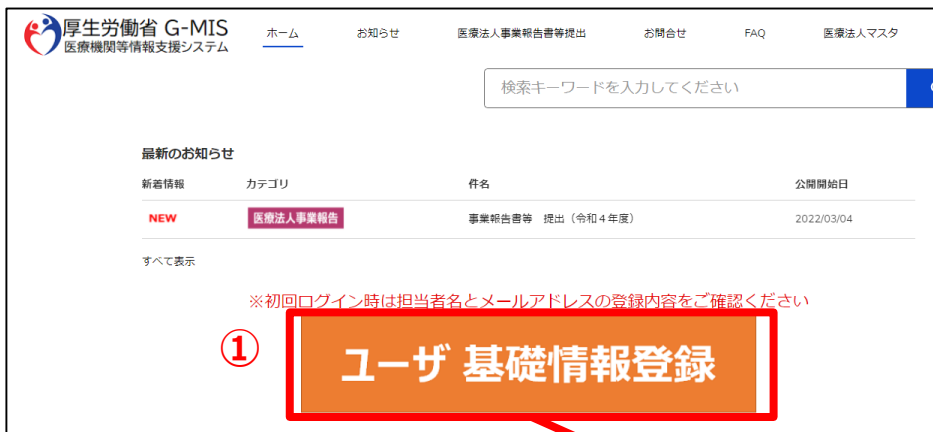 厚生労働省 G-MIS
医療機関等情報支援システム
ホーム お知らせ 医療法人事業報告書等提出 お問合せ FAQ 医療法人マスタ
検索キーワードを入力してください
最新のお知らせ
新着情報 カテゴリ 件名 公開開始日
NEW 医療法人事業報告 事業報告書等 提出（令和４年度） 2022/03/04
すべて表示
※初回ログイン時は担当者名とメールアドレスの登録内容をご確認ください
①
ユーザ 基礎情報登録